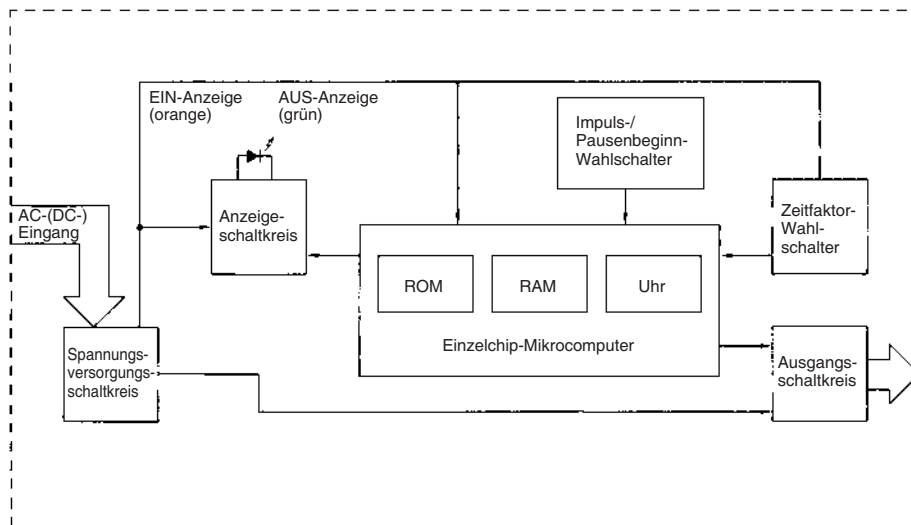 EIN-Anzeige
(orange)
AUS-Anzeige
(grün)
Impuls-/
Pausenbeginn-
Wahlschalter
AC-(DC-)
Eingang
Anzeige-
schaltkreis
Zeitfaktor-
Wahl-
schalter
ROM
RAM
Uhr
Einzelchip-Mikrocomputer
Spannungs-
versorgungs-
schaltkreis
Ausgangs-
schaltkreis